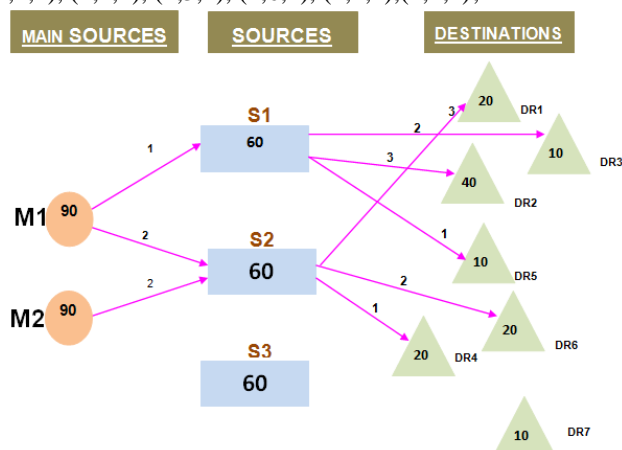 MAIN SOURCES
SOURCES
DESTINATIONS
S1
60
M1
90
S2
60
M2
90
S3
60
1
2
2
3
2
3
1
2
1
20
DR1
10
DR3
40
DR2
10
DR5
20
DR6
20
DR4
10
DR7